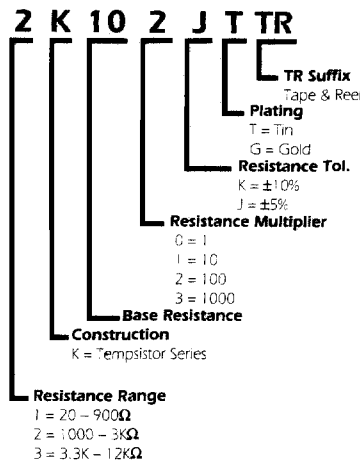 2 K 10 2 J T TR
TR Suffix
Tape & Ree
Plating
T = Tin
G = Gold
Resistance Tol.
K = ±10%
J = ±5%
Resistance Multiplier
0 = 1
1 = 10
2 = 100
3 = 1000
Base Resistance
Construction
K = Tempsistor Series
Resistance Range
1 = 20 – 900Ω
2 = 1000 – 3KΩ
3 = 3.3K – 12KΩ